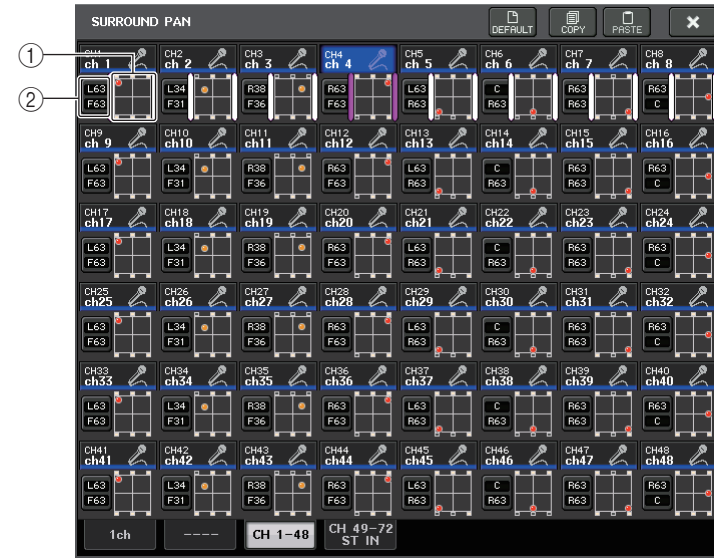 SURROUND PAN
DEFAULT COPY PASTE
① CH1 CH2 CH3 CH4 CH5 CH6 CH7 CH8
ch 1 ch 2 ch 3 ch 4 ch 5 ch 6 ch 7 ch 8
② L63 L34 R38 R63 L63 C R63 R63
F63 F31 F36 F63 R63 R63 R63 C
CH9 CH10 CH11 CH12 CH13 CH14 CH15 CH16
ch 9 ch10 ch11 ch12 ch13 ch14 ch15 ch16
L63 L34 R38 R63 L63 C R63 R63
F63 F31 F36 F63 R63 R63 R63 C
CH17 CH18 CH19 CH20 CH21 CH22 CH23 CH24
ch17 ch18 ch19 ch20 ch21 ch22 ch23 ch24
L63 L34 R38 R63 L63 C R63 R63
F63 F31 F36 F63 R63 R63 R63 C
CH25 CH26 CH27 CH28 CH29 CH30 CH31 CH32
ch25 ch26 ch27 ch28 ch29 ch30 ch31 ch32
L63 L34 R38 R63 L63 C R63 R63
F63 F31 F36 F63 R63 R63 R63 C
CH33 CH34 CH35 CH36 CH37 CH38 CH39 CH40
ch33 ch34 ch35 ch36 ch37 ch38 ch39 ch40
L63 L34 R38 R63 L63 C R63 R63
F63 F31 F36 F63 R63 R63 R63 C
CH41 CH42 CH43 CH44 CH45 CH46 CH47 CH48
ch41 ch42 ch43 ch44 ch45 ch46 ch47 ch48
L63 L34 R38 R63 L63 C R63 R63
F63 F31 F36 F63 R63 R63 R63 C
1ch ---- CH 1-48 CH 49-72
ST IN